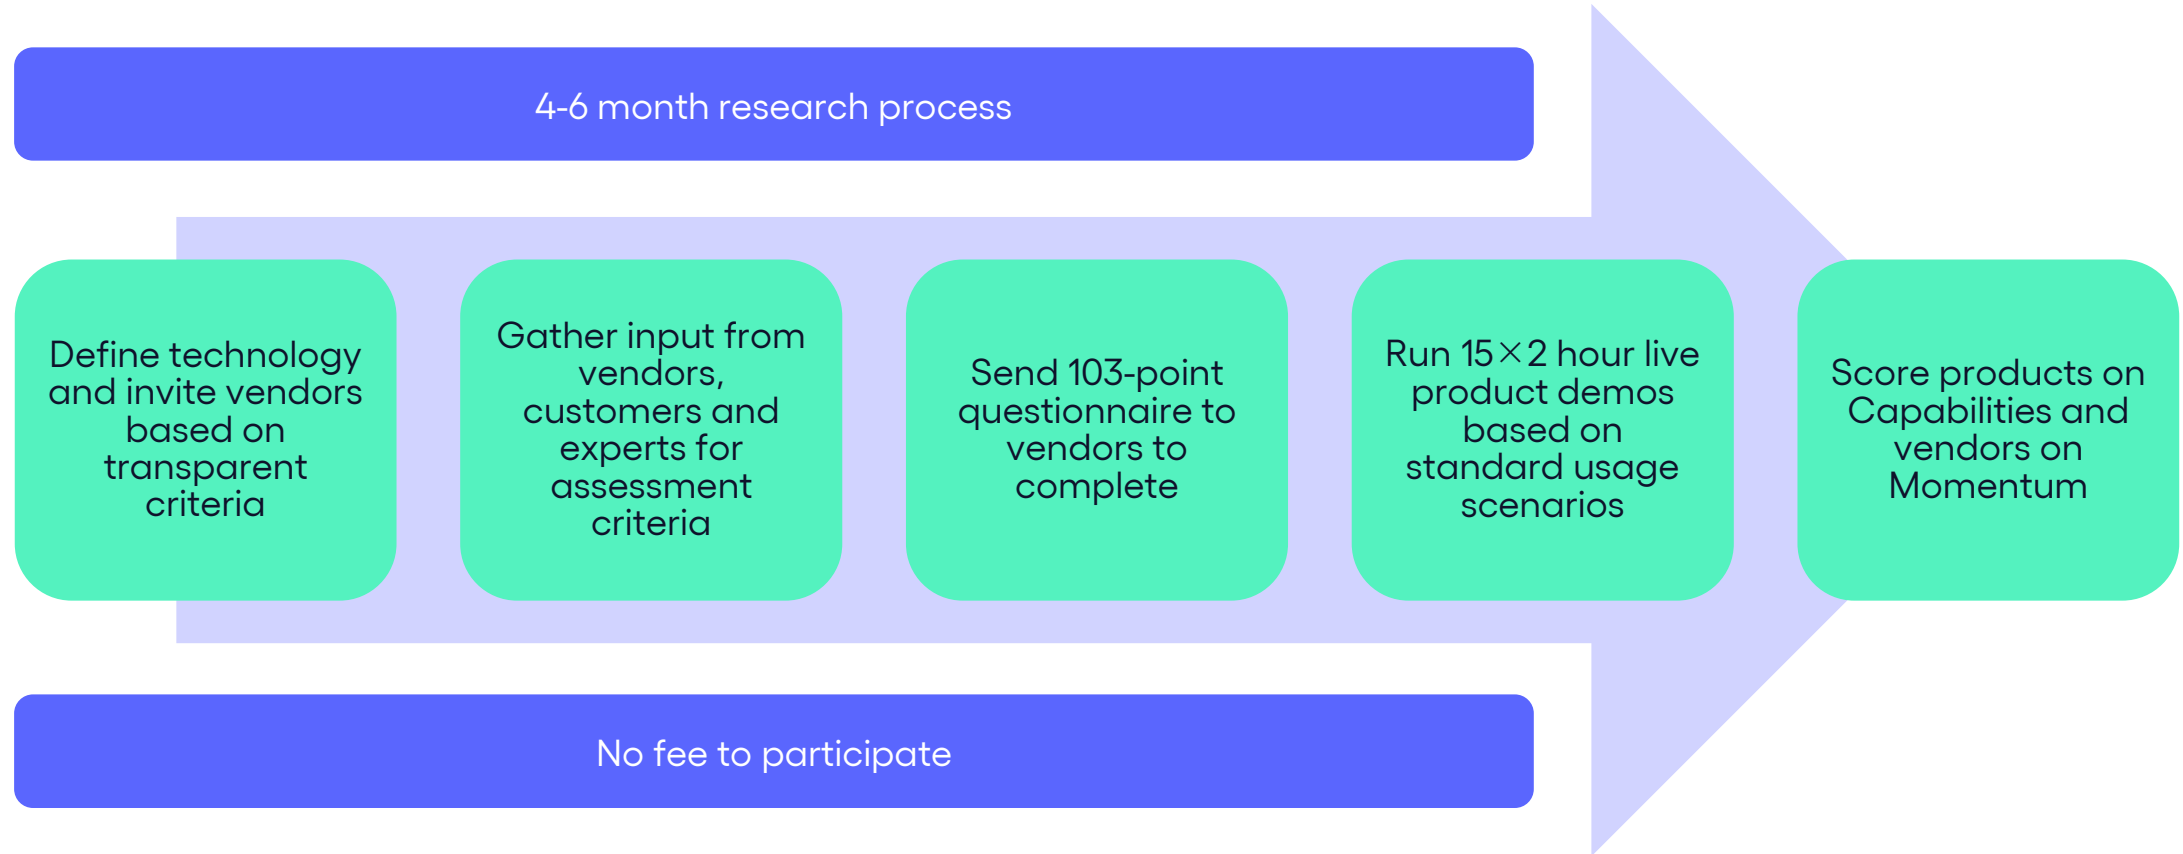 4-6 month research process
Define technology
and invite vendors
based on
transparent
criteria
Gather input from
vendors,
customers and
experts for
assessment
criteria
Send 103-point
questionnaire to
vendors to
complete
Run 15×2 hour live
product demos
based on
standard usage
scenarios
Score products on
Capabilities and
vendors on
Momentum
No fee to participate